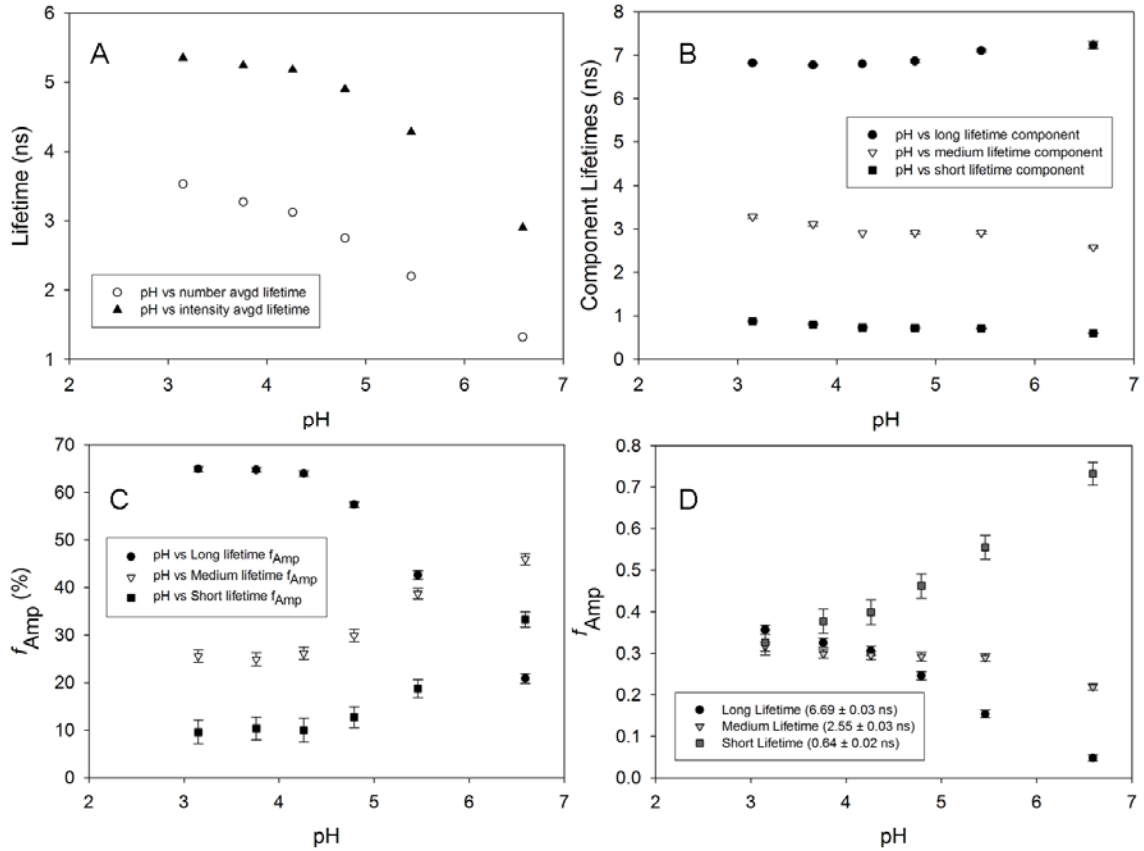 A
Lifetime (ns)
6
5
4
3
2
1
pH vs number avgd lifetime
pH vs intensity avgd lifetime
2 3 4 5 6 7
pH
B
Component Lifetimes (ns)
8
7
6
5
4
3
2
1
0
pH vs long lifetime component
pH vs medium lifetime component
pH vs short lifetime component
2 3 4 5 6 7
pH
C
fAmp (%)
70
60
50
40
30
20
10
0
pH vs Long lifetime fAmp
pH vs Medium lifetime fAmp
pH vs Short lifetime fAmp
2 3 4 5 6 7
pH
D
fAmp
0.8
0.7
0.6
0.5
0.4
0.3
0.2
0.1
0.0
Long Lifetime (6.69 ± 0.03 ns)
Medium Lifetime (2.55 ± 0.03 ns)
Short Lifetime (0.64 ± 0.02 ns)
2 3 4 5 6 7
pH